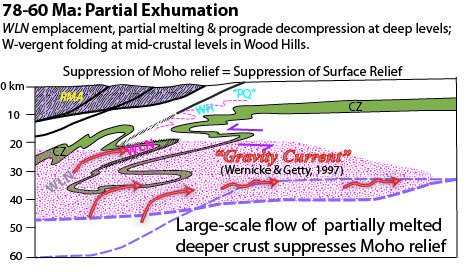 78-60 Ma: Partial Exhumation
WLN emplacement, partial melting & prograde decompression at deep levels;
W-vergent folding at mid-crustal levels in Wood Hills.
Suppression of Moho relief = Suppression of Surface Relief
0 km
RMA
WH
"PQ"
10
CZ
20
CZ
WLN
"Gravity Current"
(Wernicke & Getty, 1997)
30
WLN
40
Large-scale flow of partially melted
50
deeper crust suppresses Moho relief
60